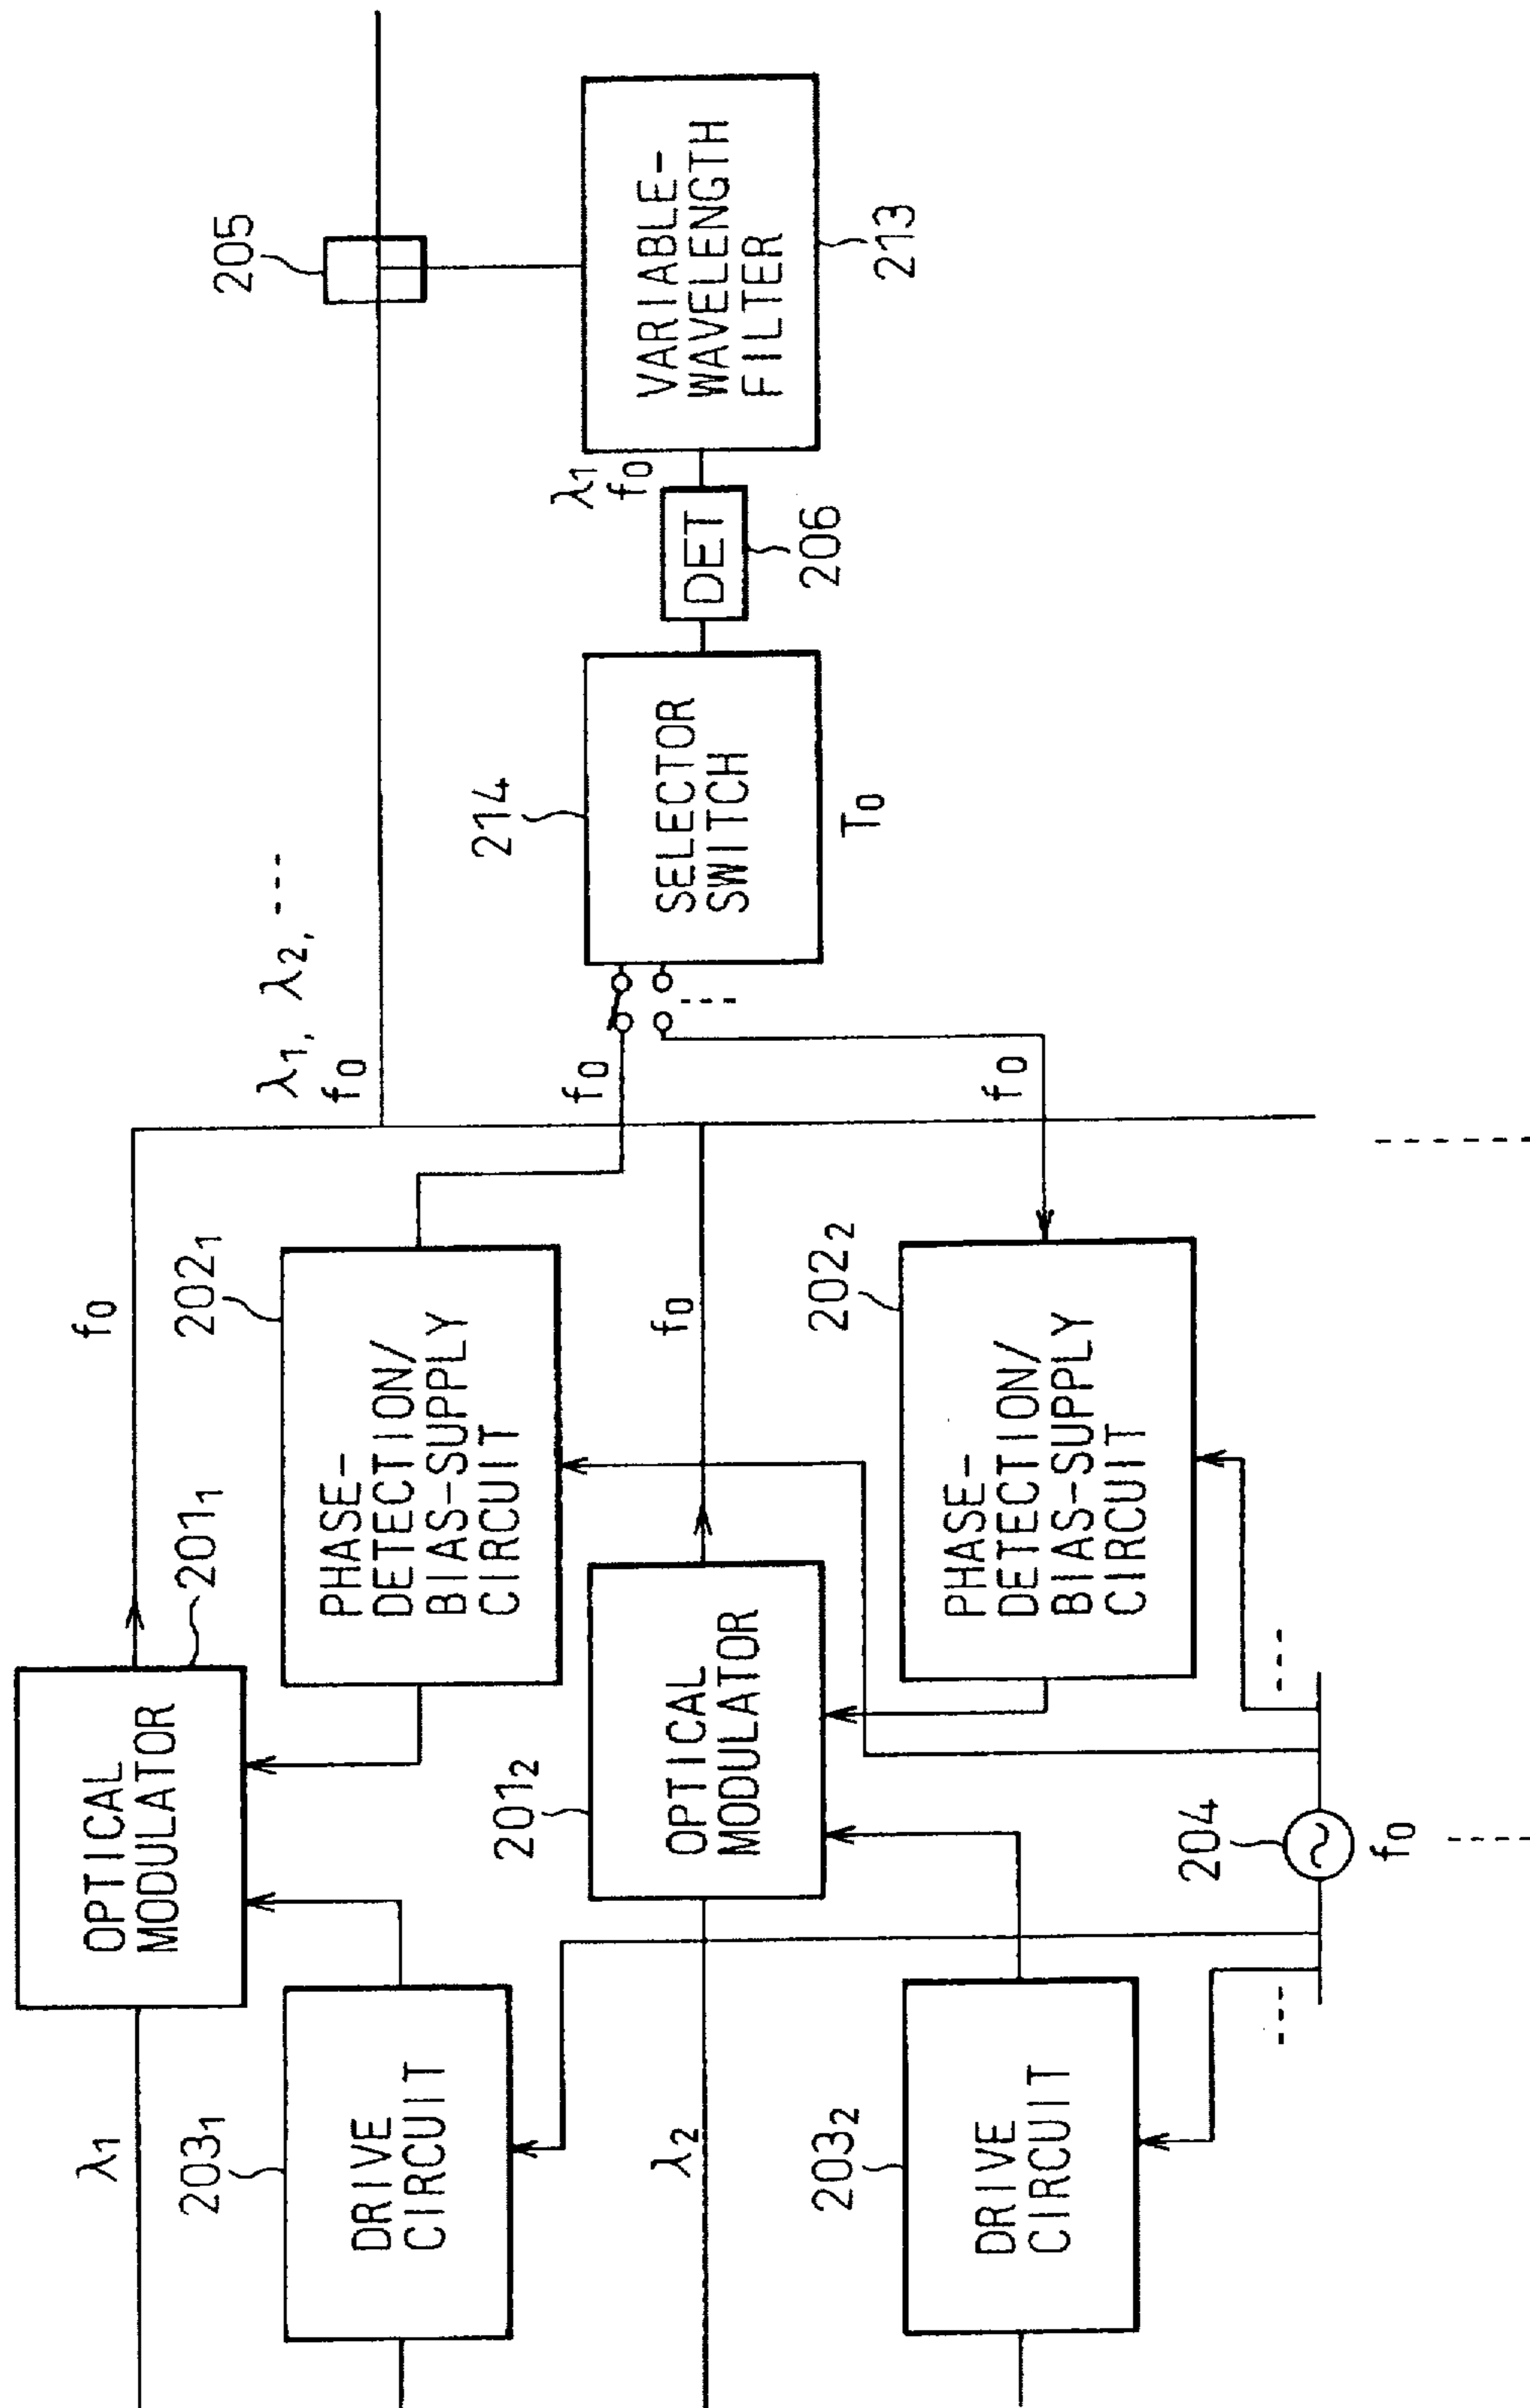 λ1
OPTICAL
MODULATOR
201₁
f₀
λ1, λ2, ---
f₀
205
203₁
DRIVE
CIRCUIT
202₁
PHASE-
DETECTION/
BIAS-SUPPLY
CIRCUIT
f₀
214
SELECTOR
SWITCH
T₀
λ1
f₀
DET
206
VARIABLE-
WAVELENGTH
FILTER
213
λ2
201₂
OPTICAL
MODULATOR
f₀
203₂
DRIVE
CIRCUIT
202₂
PHASE-
DETECTION/
BIAS-SUPPLY
CIRCUIT
f₀
204
f₀